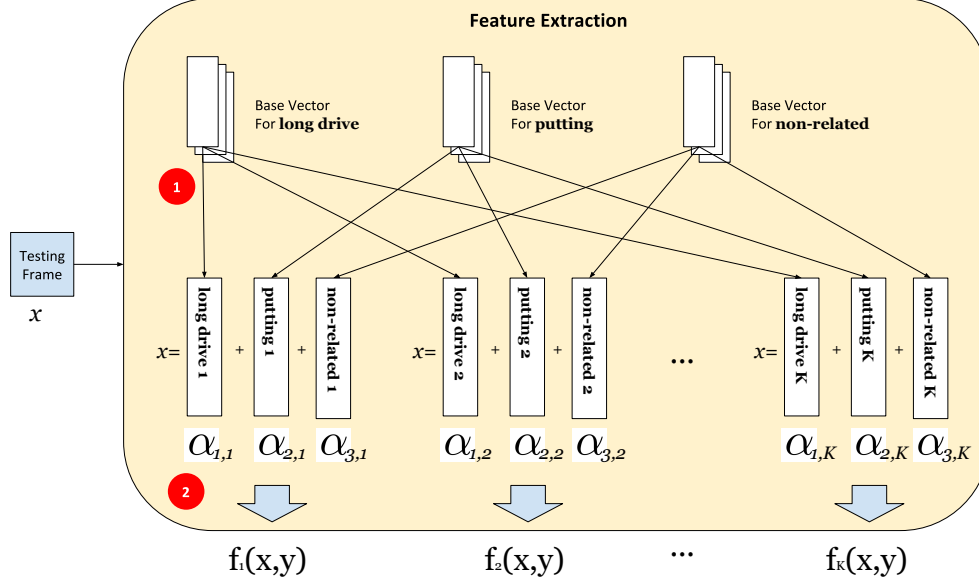 Feature Extraction
Base Vector
For long drive
Base Vector
For putting
Base Vector
For non-related
1
Testing
Frame
x
x=
long drive 1
+
putting 1
+
non-related 1
x=
long drive 2
+
putting 2
+
non-related 2
...
x=
long drive K
+
putting K
+
non-related K
α1,1
α2,1
α3,1
α1,2
α2,2
α3,2
α1,K
α2,K
α3,K
2
f1(x,y)
f2(x,y)
...
fK(x,y)